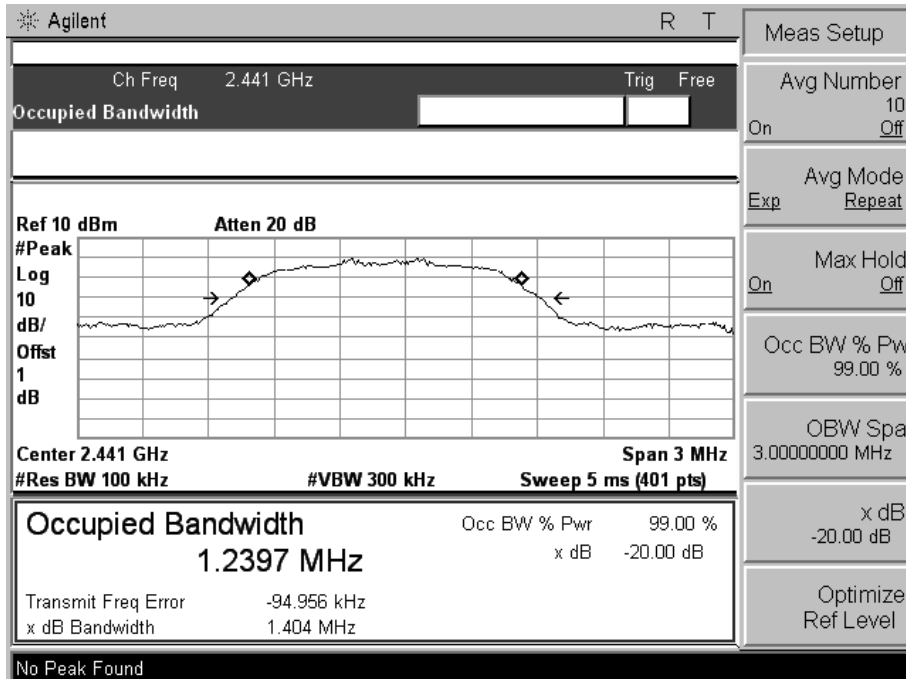 Agilent R T
Ch Freq 2.441 GHz Trig Free
Occupied Bandwidth
Ref 10 dBm Atten 20 dB
#Peak
Log
10
dB/
Offst
1
dB
Center 2.441 GHz Span 3 MHz
#Res BW 100 kHz #VBW 300 kHz Sweep 5 ms (401 pts)
Occupied Bandwidth
1.2397 MHz
Occ BW % Pwr 99.00 %
x dB -20.00 dB
Transmit Freq Error -94.956 kHz
x dB Bandwidth 1.404 MHz
No Peak Found
Meas Setup
Avg Number
10
On Off
Avg Mode
Exp Repeat
Max Hold
On Off
Occ BW % Pw
99.00 %
OBW Spa
3.00000000 MHz
x dB
-20.00 dB
Optimize
Ref Level